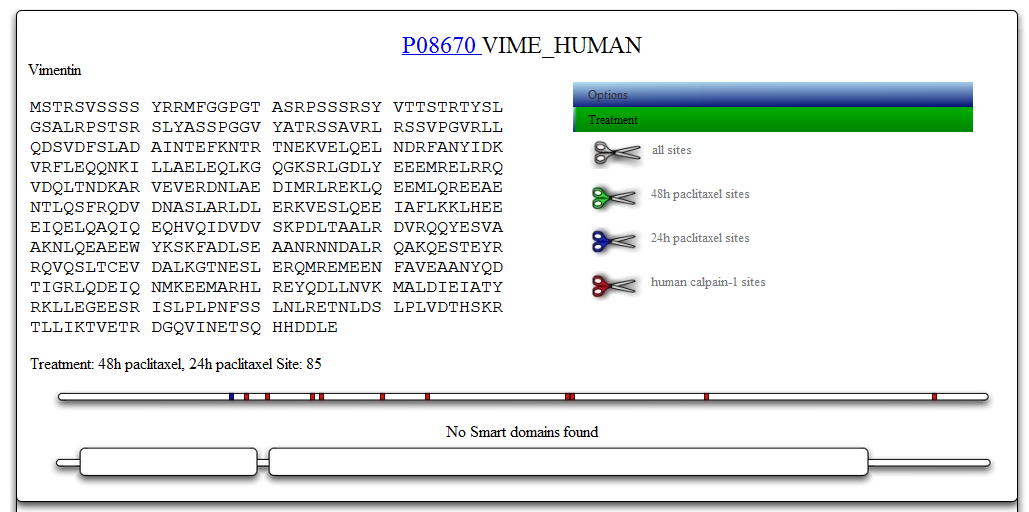 P08670 VIME_HUMAN
Vimentin
MSTRSVSSSS YRRMFGGPGT ASRPSSSRSY VTTSTRTYSL
GSALRPSTSR SLYASSPGGV YATRSSAVRL RSSVPGVRLL
QDSVDFSLAD AINTEFKNTR TNEKVELQEL NDRFANYIDK
VRFLEQQNKI LLAELEQLKG QGKSRLGDLY EEEMRELRRQ
VDQLTNDKAR VEVERDNLAE DIMRLREKLQ EEMLQREEAE
NTLQSFRQDV DNASLARLDL ERKVESLQEE IAFLKKLHEE
EIQELQAQIQ EQHVQIDVDV SKPDLTAALR DVRQQYESVA
AKNLQEAEEW YKSKFADLSE AANRNNDALR QAKQESTEYR
RQVQSLTCEV DALKGTNESL ERQMREMEEN FAVEAANYQD
TIGRLQDEIQ NMKEEMARHL REYQDLLNVK MALDIEIATY
RKLLEGEESR ISLPLPNFSS LNLRETNLDS LPLVDTHSKR
TLLIKTVETR DGQVINETSQ HHDDLE
Options
Treatment
all sites
48h paclitaxel sites
24h paclitaxel sites
human calpain-1 sites
Treatment: 48h paclitaxel, 24h paclitaxel Site: 85
No Smart domains found